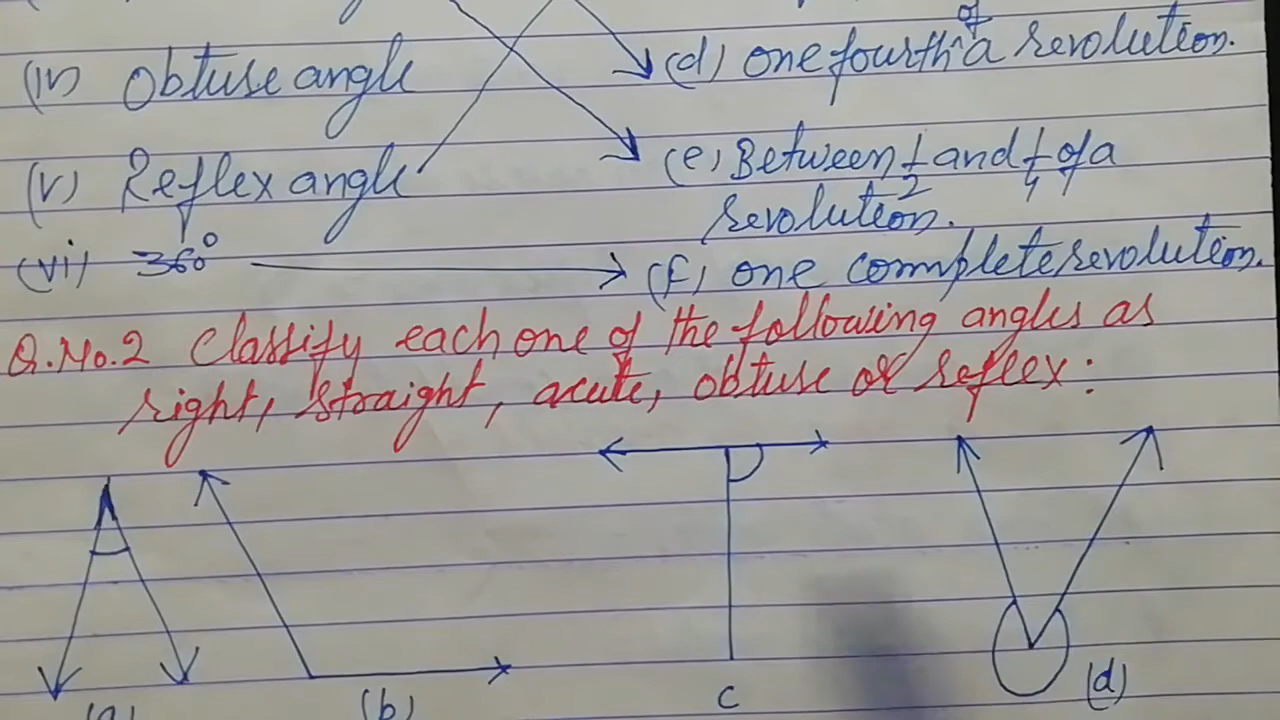 (d) one fourth of a revolution.
(iv) Obtuse angle
(e) Between 1/2 and 1/4 of a
(v) Reflex angle
revolution.
(vi) 360° (f) one complete revolution.
Q.No.2 Classify each one of the following angles as
right, straight, acute, obtuse or reflex:
(a) (b) c (d)